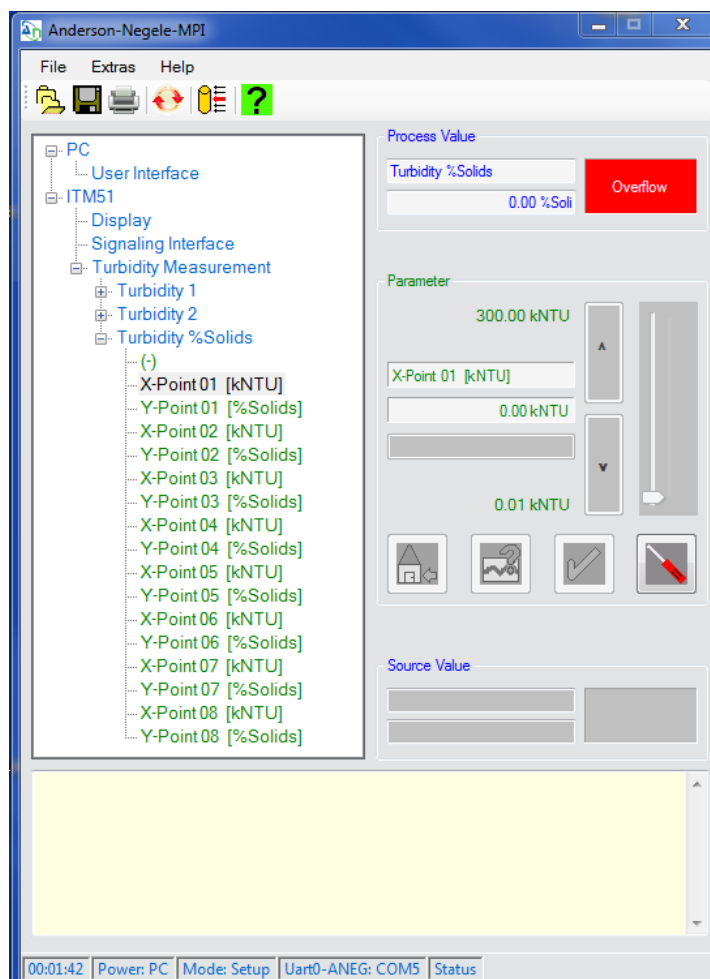 Anderson-Negele-MPI
File Extras Help
?
PC
User Interface
ITM51
Display
Signaling Interface
Turbidity Measurement
Turbidity 1
Turbidity 2
Turbidity %Solids
(-)
X-Point 01 [kNTU]
Y-Point 01 [%Solids]
X-Point 02 [kNTU]
Y-Point 02 [%Solids]
X-Point 03 [kNTU]
Y-Point 03 [%Solids]
X-Point 04 [kNTU]
Y-Point 04 [%Solids]
X-Point 05 [kNTU]
Y-Point 05 [%Solids]
X-Point 06 [kNTU]
Y-Point 06 [%Solids]
X-Point 07 [kNTU]
Y-Point 07 [%Solids]
X-Point 08 [kNTU]
Y-Point 08 [%Solids]
Process Value
Turbidity %Solids
0.00 %Soli
Overflow
Parameter
300.00 kNTU
X-Point 01 [kNTU]
0.00 kNTU
0.01 kNTU
Source Value
00:01:42 Power: PC Mode: Setup Uart0-ANEG: COM5 Status